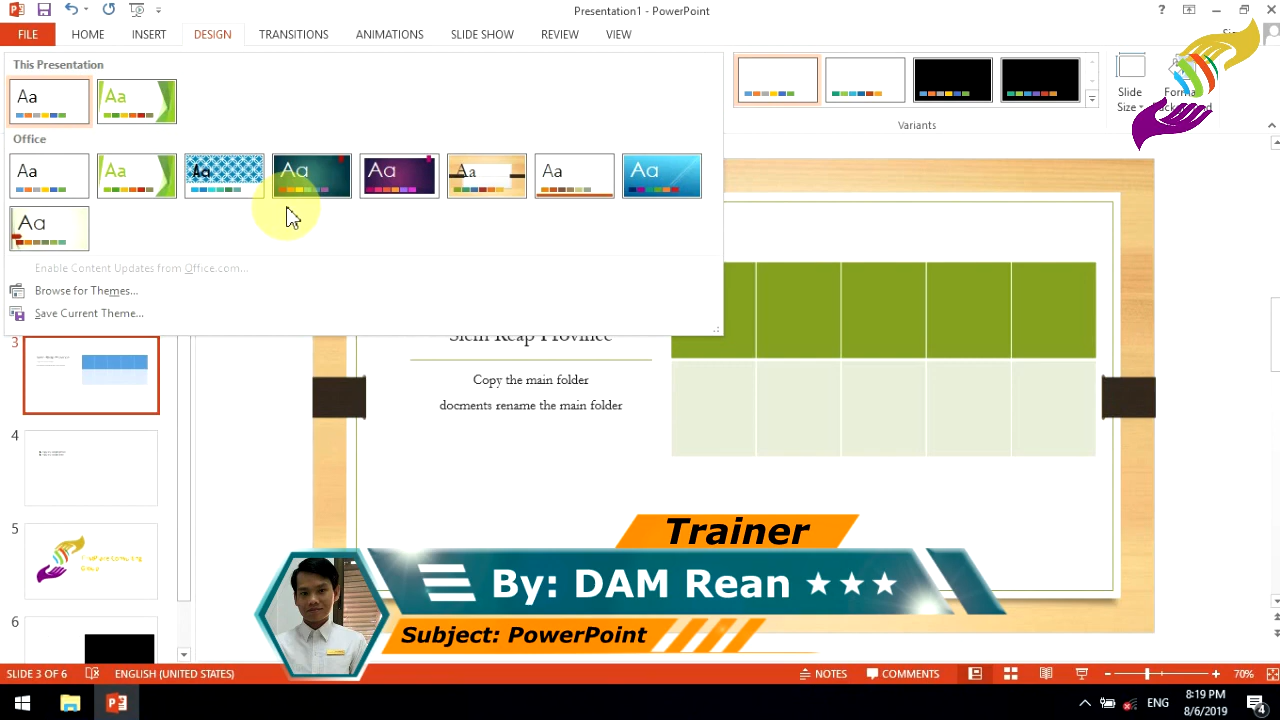 Presentation1 - PowerPoint
FILE
HOME
INSERT
DESIGN
TRANSITIONS
ANIMATIONS
SLIDE SHOW
REVIEW
VIEW
This Presentation
Aa
Aa
Office
Aa
Aa
Aa
Aa
Aa
Aa
Aa
Aa
Aa
Enable Content Updates from Office.com...
Browse for Themes...
Save Current Theme...
Variants
Slide
Size
Siem Reap Province
Copy the main folder
docments rename the main folder
3
4
5
6
Trainer
By: DAM Rean ★★★
Subject: PowerPoint
SLIDE 3 OF 6
ENGLISH (UNITED STATES)
NOTES
COMMENTS
70%
ENG
8:19 PM
8/6/2019
4